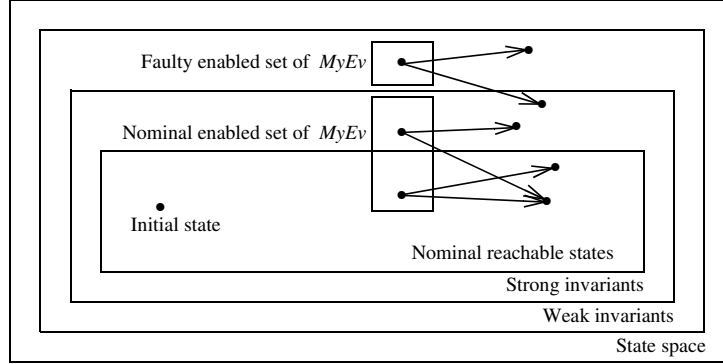 Faulty enabled set of MyEv
Nominal enabled set of MyEv
Initial state
Nominal reachable states
Strong invariants
Weak invariants
State space